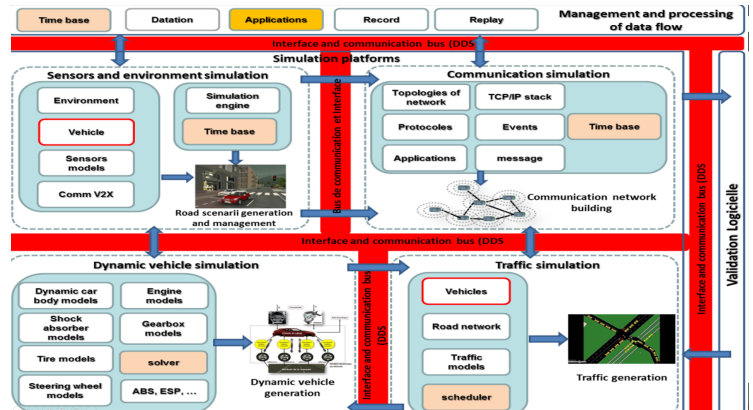 Time base
Datation
Applications
Record
Replay
Management and processing
of data flow
Interface and communication bus (DDS
Simulation platforms
Sensors and environment simulation
Environment
Vehicle
Sensors
models
Comm V2X
Simulation
engine
Time base
Road scenarii generation
and management
Bus de communication et Interface
Communication simulation
Topologies of
network
TCP/IP stack
Protocoles
Events
Time base
Applications
message
Communication network
building
Interface and communication bus (DDS
Validation Logicielle
Interface and communication bus (DDS
Dynamic vehicle simulation
Dynamic car
body models
Engine
models
Shock
absorber models
Gearbox
models
Tire models
solver
Steering wheel
models
ABS, ESP, ...
Dynamic vehicle
generation
Interface and communication bus
(DDS
Traffic simulation
Vehicles
Road network
Traffic
models
scheduler
Traffic generation